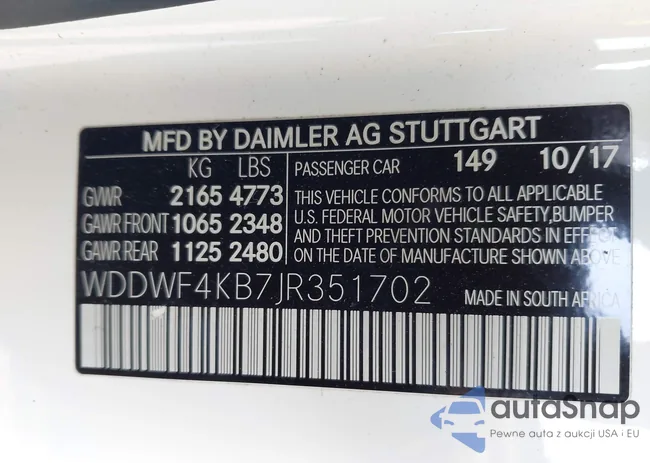 MFD BY DAIMLER AG STUTTGART
KG LBS
GVWR 2165 4773
GAWR FRONT 1065 2348
GAWR REAR 1125 2480
PASSENGER CAR 149 10/17
THIS VEHICLE CONFORMS TO ALL APPLICABLE
U.S. FEDERAL MOTOR VEHICLE SAFETY,BUMPER
AND THEFT PREVENTION STANDARDS IN EFFECT
ON THE DATE OF MANUFACTURE SHOWN ABOVE.
WDDWF4KB7JR351702 MADE IN SOUTH AFRICA
autoSnap
Pewne auta z aukcji USA i EU